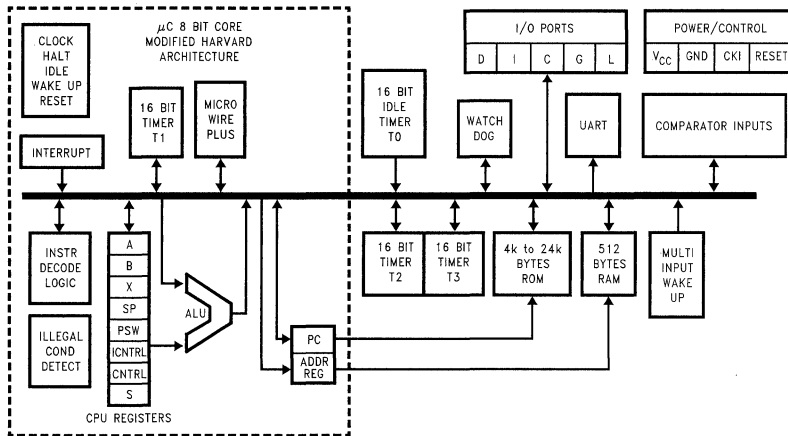 μC 8 BIT CORE
MODIFIED HARVARD
ARCHITECTURE
CLOCK
HALT
IDLE
WAKE UP
RESET
16 BIT
TIMER
T1
MICRO
WIRE
PLUS
INTERRUPT
16 BIT
IDLE
TIMER
T0
WATCH
DOG
I/O PORTS
D I C G L
UART
POWER/CONTROL
VCC GND CKI RESET
COMPARATOR INPUTS
INSTR
DECODE
LOGIC
ILLEGAL
COND
DETECT
A
B
X
SP
PSW
ICNTRL
CNTRL
S
CPU REGISTERS
ALU
PC
ADDR
REG
16 BIT
TIMER
T2
16 BIT
TIMER
T3
4k to 24k
BYTES
ROM
512
BYTES
RAM
MULTI
INPUT
WAKE
UP